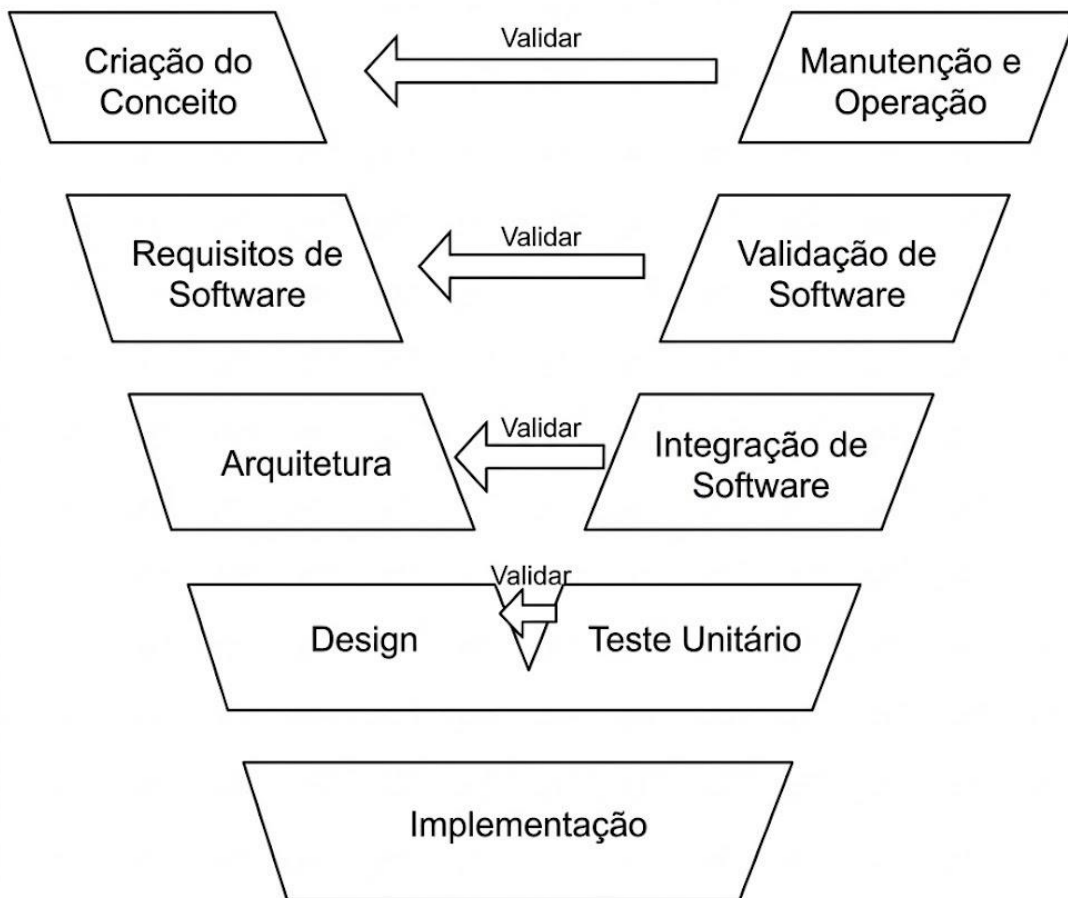 Criação do
Conceito
Validar
Manutenção e
Operação
Requisitos de
Software
Validar
Validação de
Software
Arquitetura
Validar
Integração de
Software
Design
Validar
Teste Unitário
Implementação